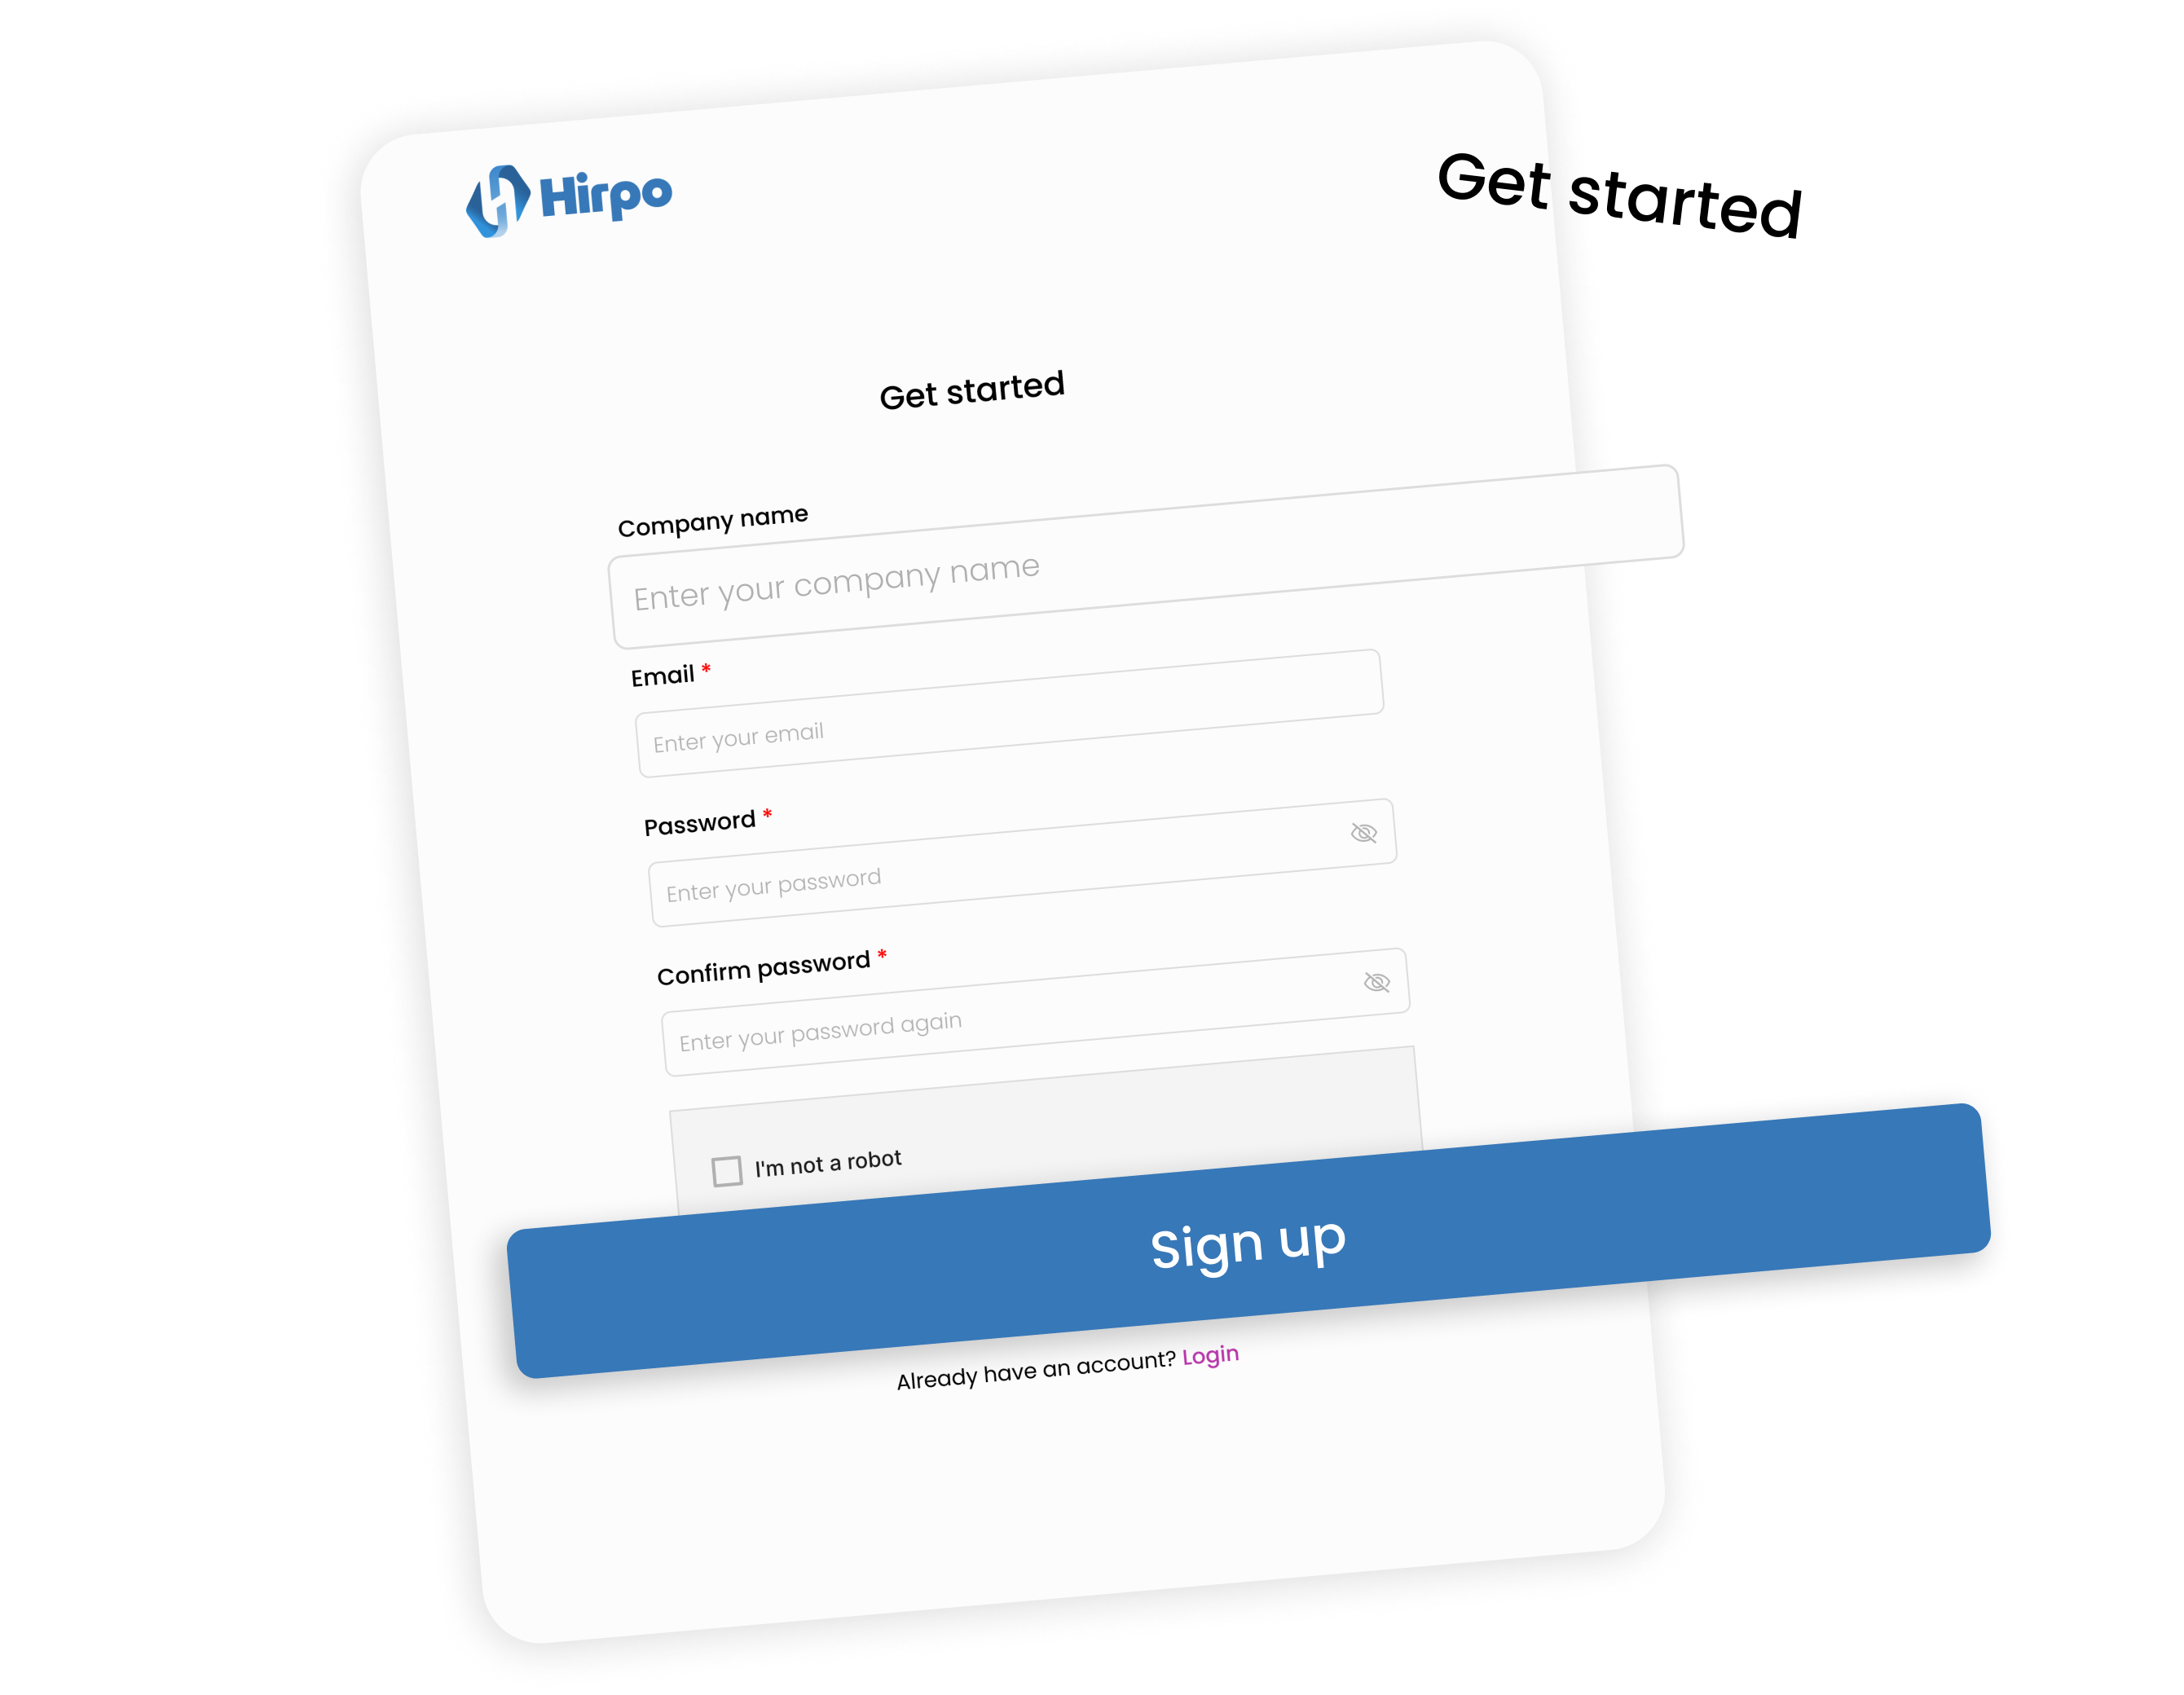 Hirpo
Get started
Get started
Company name
Enter your company name
Email *
Enter your email
Password *
Enter your password
Confirm password *
Enter your password again
I'm not a robot
Sign up
Already have an account? Login